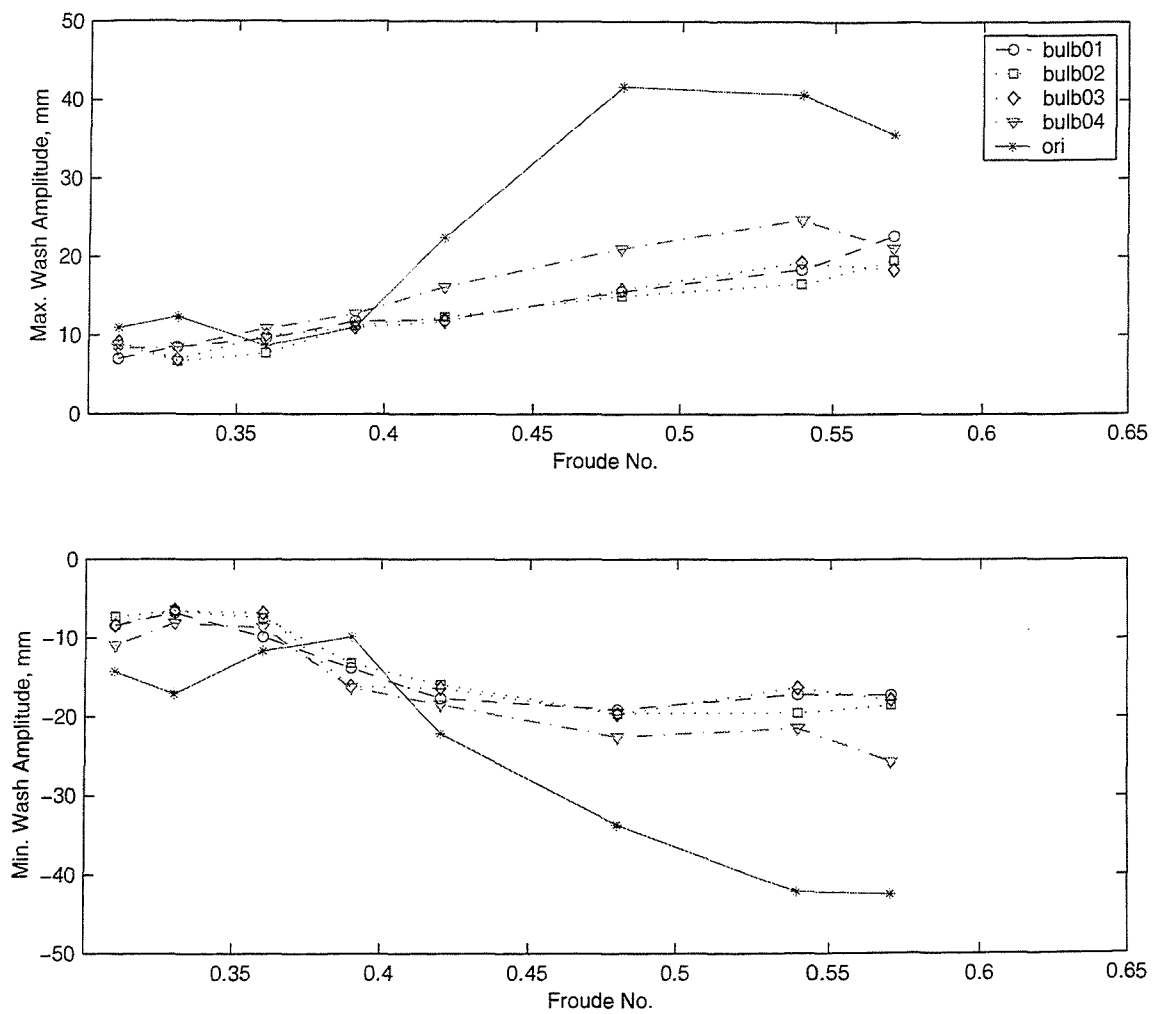 50
40
30
20
10
0
Max. Wash Amplitude, mm
bulb01
bulb02
bulb03
bulb04
ori
0.35 0.4 0.45 0.5 0.55 0.6 0.65
Froude No.
0
−10
−20
−30
−40
−50
Min. Wash Amplitude, mm
0.35 0.4 0.45 0.5 0.55 0.6 0.65
Froude No.